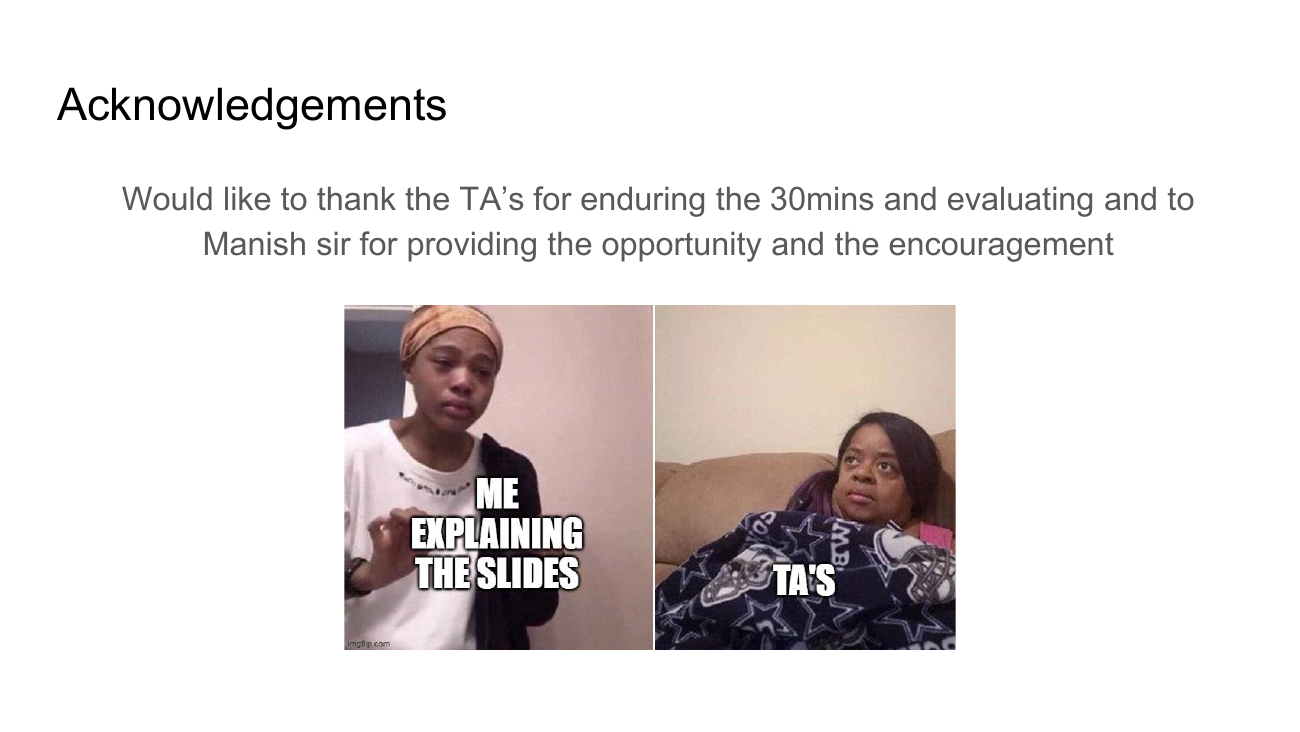 Acknowledgements
Would like to thank the TA’s for enduring the 30mins and evaluating and to
Manish sir for providing the opportunity and the encouragement
ME
EXPLAINING
THE SLIDES
TA'S
imgflip.com